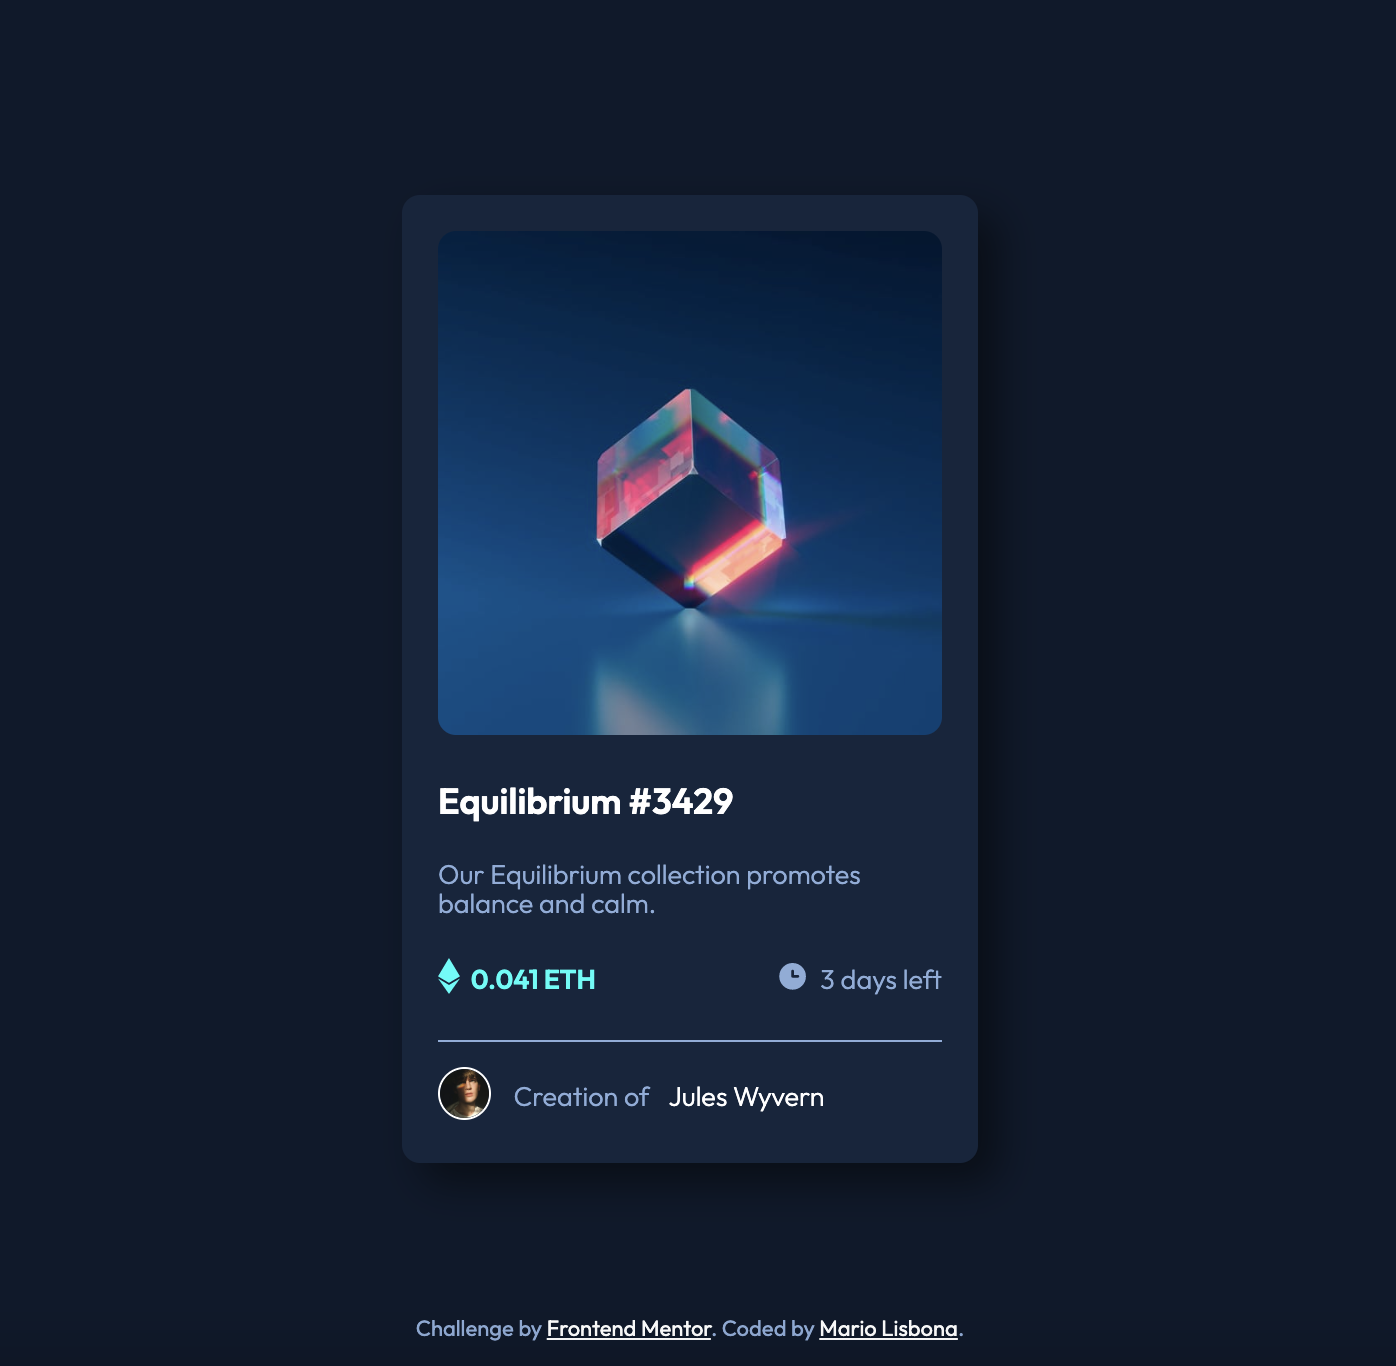 Equilibrium #3429
Our Equilibrium collection promotes
balance and calm.
0.041 ETH
3 days left
Creation of Jules Wyvern
Challenge by Frontend Mentor. Coded by Mario Lisbona.